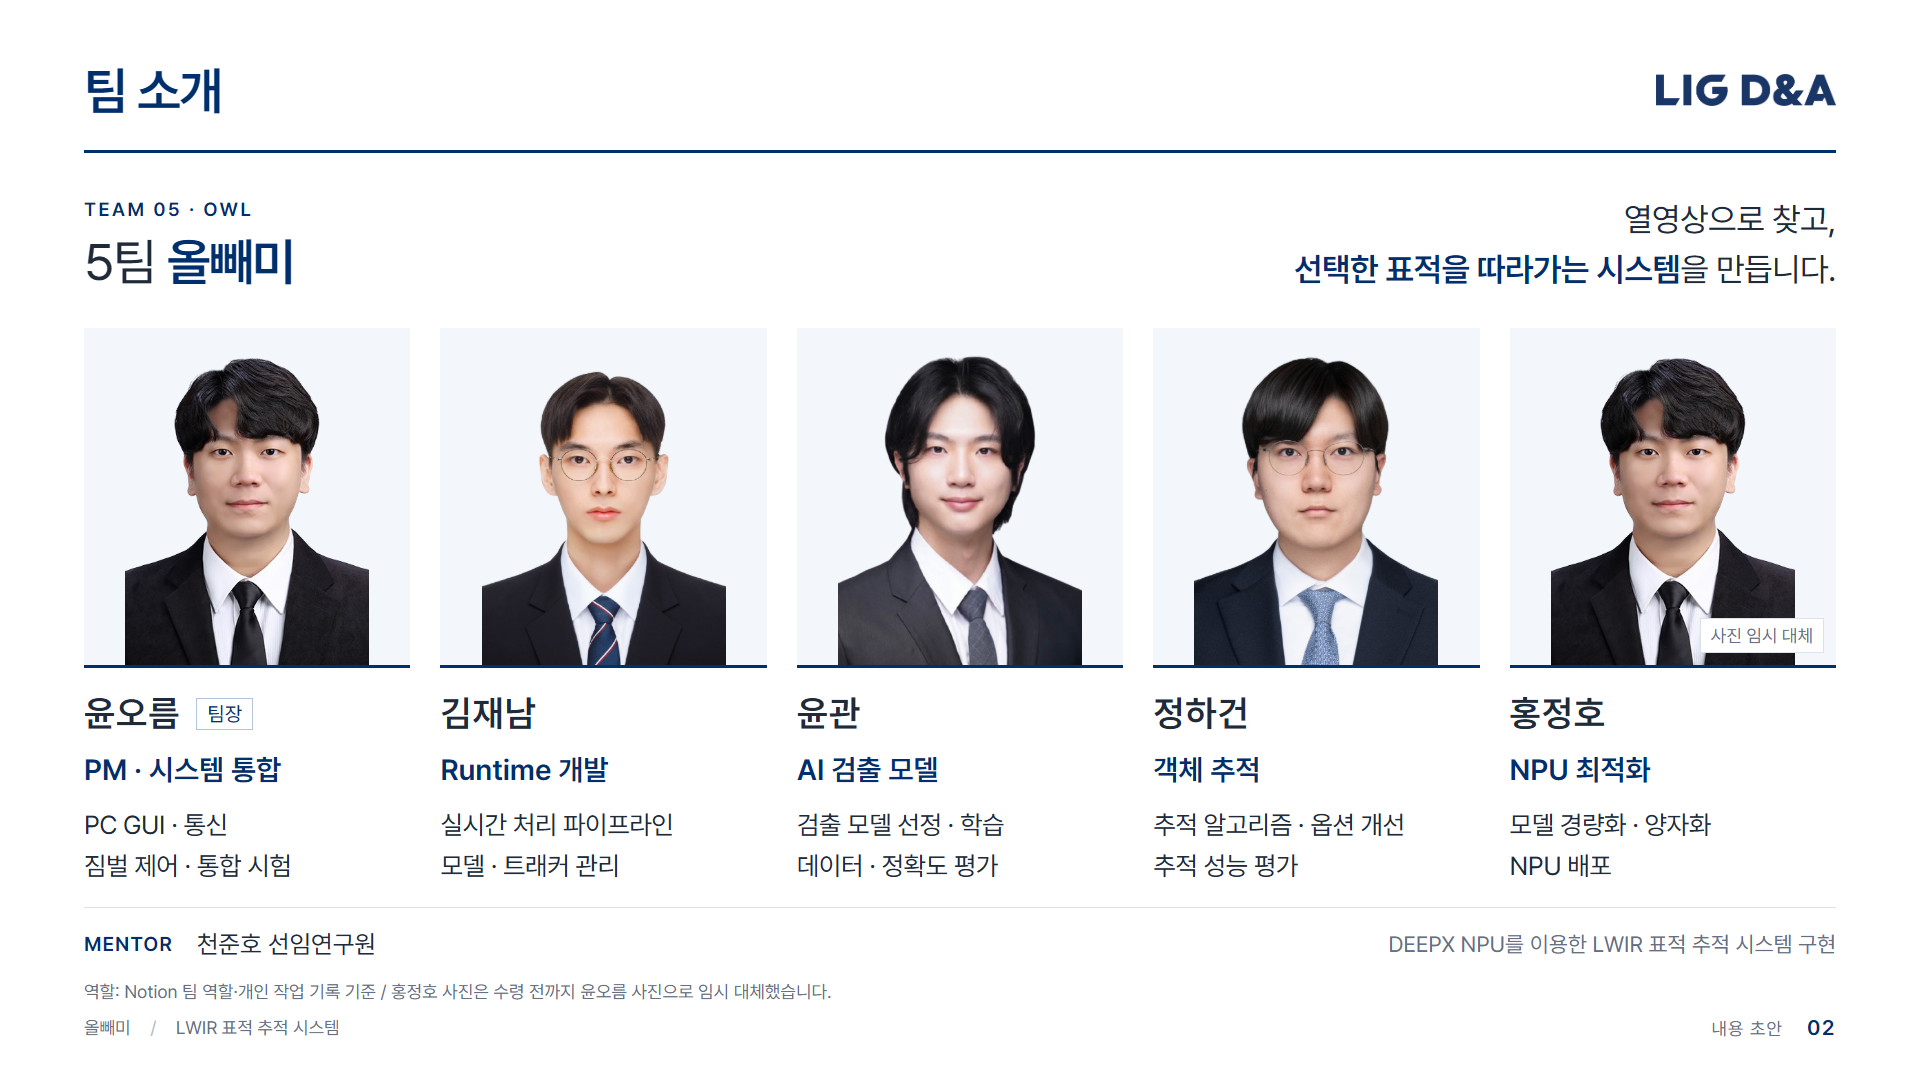 팀 소개
LIG D&A
TEAM 05 · OWL
5팀 올빼미
열영상으로 찾고,
선택한 표적을 따라가는 시스템을 만듭니다.
사진 임시 대체
윤오름 팀장
PM · 시스템 통합
PC GUI · 통신
짐벌 제어 · 통합 시험
김재남
Runtime 개발
실시간 처리 파이프라인
모델 · 트래커 관리
윤관
AI 검출 모델
검출 모델 선정 · 학습
데이터 · 정확도 평가
정하건
객체 추적
추적 알고리즘 · 옵션 개선
추적 성능 평가
홍정호
NPU 최적화
모델 경량화 · 양자화
NPU 배포
MENTOR 천준호 선임연구원
DEEPX NPU를 이용한 LWIR 표적 추적 시스템 구현
역할: Notion 팀 역할·개인 작업 기록 기준 / 홍정호 사진은 수령 전까지 윤오름 사진으로 임시 대체했습니다.
올빼미 / LWIR 표적 추적 시스템
내용 초안 02